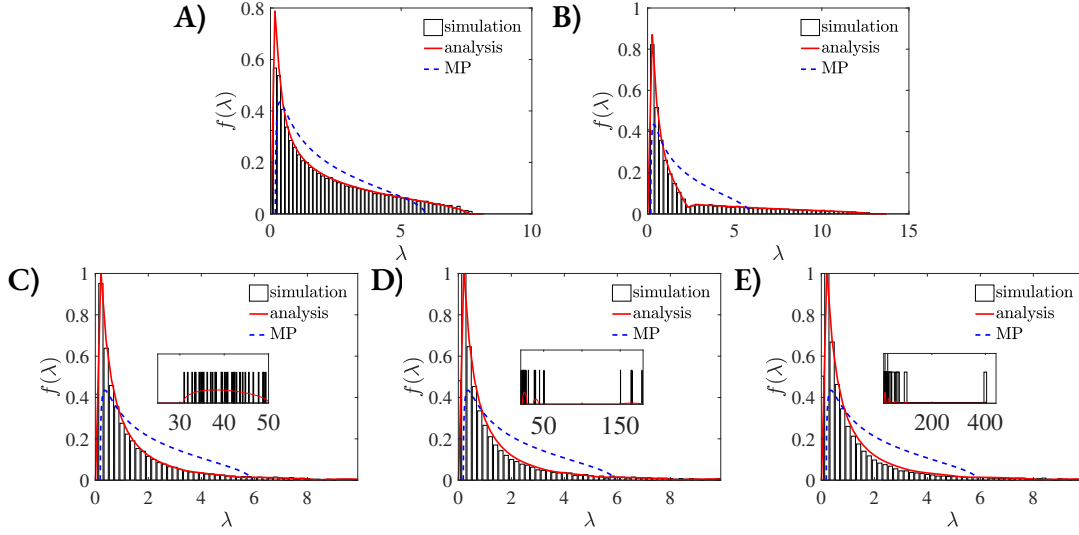 A)
0.8
0.6
0.4
0.2
0
f(λ)
simulation
analysis
MP
0 5 10
λ
B)
1
0.8
0.6
0.4
0.2
0
f(λ)
simulation
analysis
MP
0 5 10 15
λ
C)
1
0.8
0.6
0.4
0.2
0
f(λ)
simulation
analysis
MP
30 40 50
0 2 4 6 8
λ
D)
1
0.8
0.6
0.4
0.2
0
f(λ)
simulation
analysis
MP
50 150
0 2 4 6 8
λ
E)
1
0.8
0.6
0.4
0.2
0
f(λ)
simulation
analysis
MP
200 400
0 2 4 6 8
λ